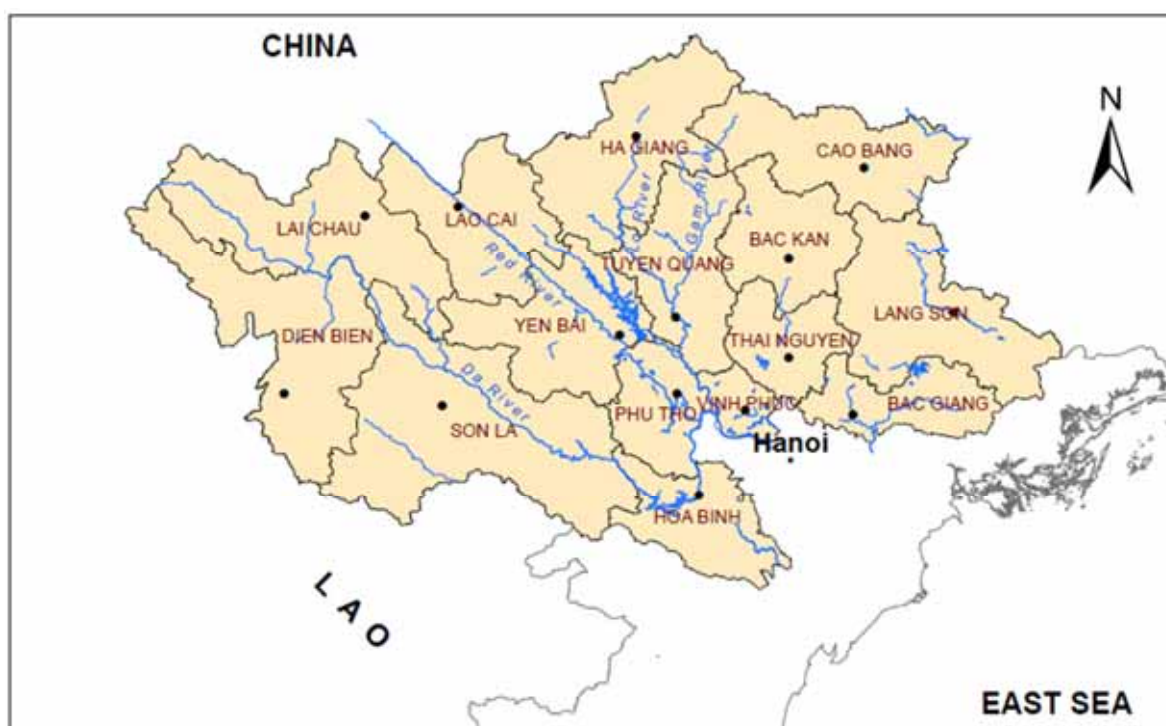 CHINA
N
HA GIANG
CAO BANG
LAI CHAU
LAO CAI
Lo River
Gam River
BAC KAN
Red River
TUYEN QUANG
LANG SON
DIEN BIEN
YEN BAI
THAI NGUYEN
Da River
PHU THO
VINH PHUC
BAC GIANG
SON LA
Hanoi
HOA BINH
LAO
EAST SEA